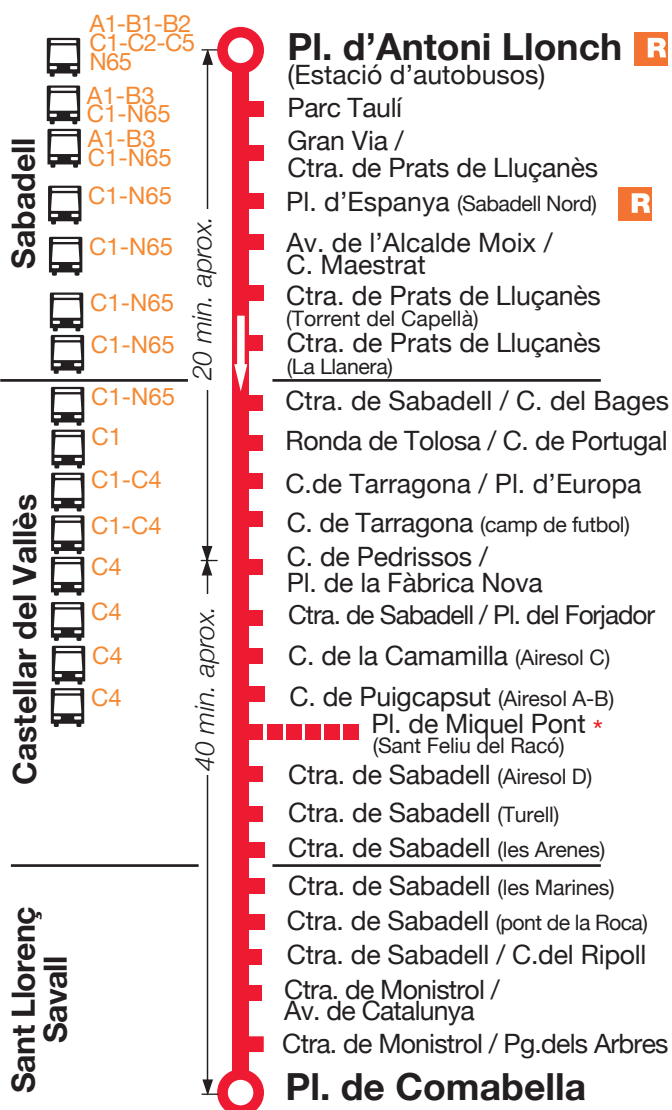 A1-B1-B2
C1-C2-C5
N65
Pl. d’Antoni Llonch R
(Estació d’autobusos)
A1-B3
C1-N65
Parc Taulí
A1-B3
C1-N65
Gran Via /
Ctra. de Prats de Lluçanès
C1-N65
Pl. d’Espanya (Sabadell Nord) R
C1-N65
Av. de l’Alcalde Moix /
C. Maestrat
C1-N65
Ctra. de Prats de Lluçanès
(Torrent del Capellà)
C1-N65
Ctra. de Prats de Lluçanès
(La Llanera)
Sabadell
20 min. aprox.
C1-N65
Ctra. de Sabadell / C. del Bages
C1
Ronda de Tolosa / C. de Portugal
C1-C4
C.de Tarragona / Pl. d’Europa
C1-C4
C. de Tarragona (camp de futbol)
C4
C. de Pedrissos /
Pl. de la Fàbrica Nova
C4
Ctra. de Sabadell / Pl. del Forjador
C4
C. de la Camamilla (Airesol C)
C4
C. de Puigcapsut (Airesol A-B)
Pl. de Miquel Pont *
(Sant Feliu del Racó)
Ctra. de Sabadell (Airesol D)
Ctra. de Sabadell (Turell)
Ctra. de Sabadell (les Arenes)
Castellar del Vallès
40 min. aprox.
Ctra. de Sabadell (les Marines)
Ctra. de Sabadell (pont de la Roca)
Ctra. de Sabadell / C.del Ripoll
Ctra. de Monistrol /
Av. de Catalunya
Ctra. de Monistrol / Pg.dels Arbres
Pl. de Comabella
Sant Llorenç
Savall